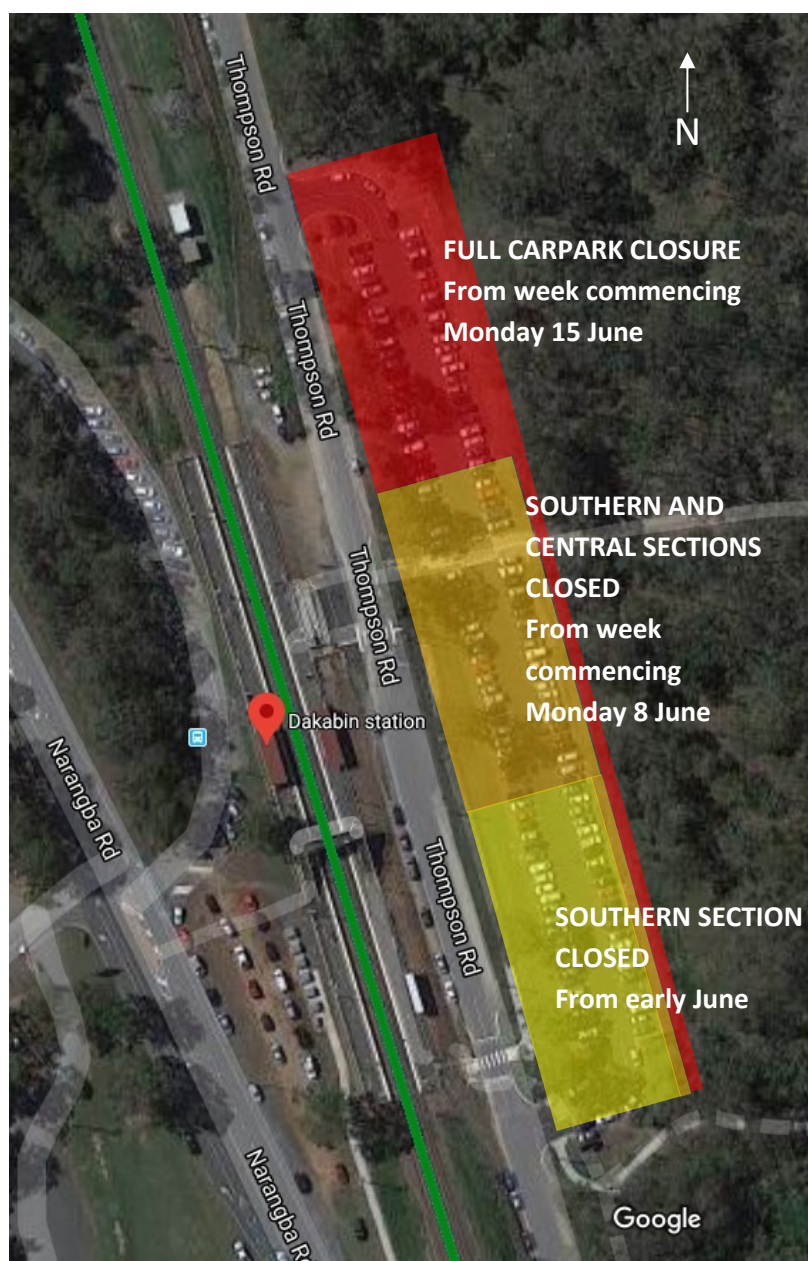 Thompson Rd
N
FULL CARPARK CLOSURE
From week commencing
Monday 15 June
Thompson Rd
SOUTHERN AND
CENTRAL SECTIONS
CLOSED
From week
commencing
Monday 8 June
Thompson Rd
Dakabin station
Narangba Rd
Thompson Rd
SOUTHERN SECTION
CLOSED
From early June
Narangba Rd
Google